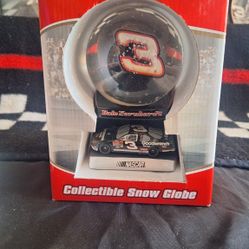 3
Dale Earnhardt
GOODWRENCH
3
NASCAR
Collectible Snow Globe